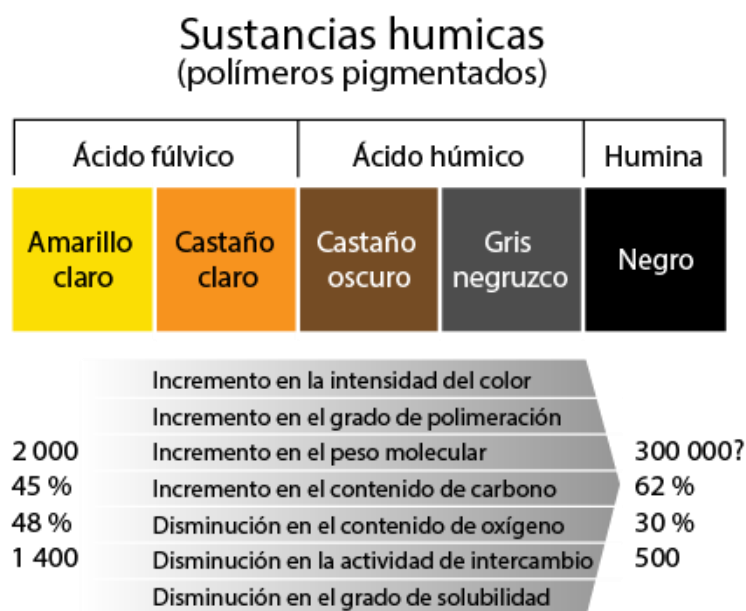 Sustancias humicas
(polímeros pigmentados)
Ácido fúlvico Ácido húmico Humina
Amarillo claro
Castaño claro
Castaño oscuro
Gris negruzco
Negro
Incremento en la intensidad del color
Incremento en el grado de polimeración
2 000 Incremento en el peso molecular 300 000?
45 % Incremento en el contenido de carbono 62 %
48 % Disminución en el contenido de oxígeno 30 %
1 400 Disminución en la actividad de intercambio 500
Disminución en el grado de solubilidad